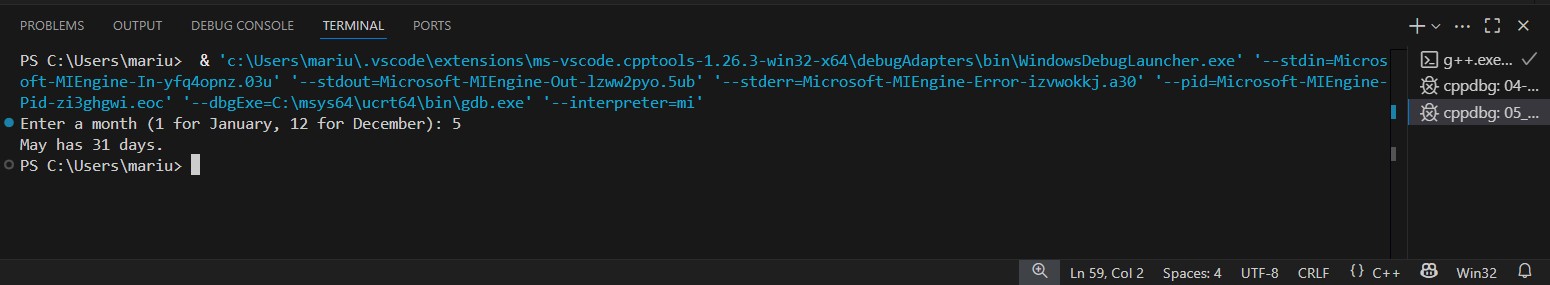 PROBLEMS OUTPUT DEBUG CONSOLE TERMINAL PORTS
PS C:\Users\mariu> & 'c:\Users\mariu\.vscode\extensions\ms-vscode.cpptools-1.26.3-win32-x64\debugAdapters\bin\WindowsDebugLauncher.exe' '--stdin=Micros
oft-MIEngine-In-yfq4opnz.03u' '--stdout=Microsoft-MIEngine-Out-lzww2pyo.5ub' '--stderr=Microsoft-MIEngine-Error-izvwokkj.a30' '--pid=Microsoft-MIEngine-
Pid-zi3ghgwi.eoc' '--dbgExe=C:\msys64\ucrt64\bin\gdb.exe' '--interpreter=mi'
Enter a month (1 for January, 12 for December): 5
May has 31 days.
PS C:\Users\mariu>
g++.exe...
cppdbg: 04-...
cppdbg: 05_...
Ln 59, Col 2 Spaces: 4 UTF-8 CRLF {} C++ Win32